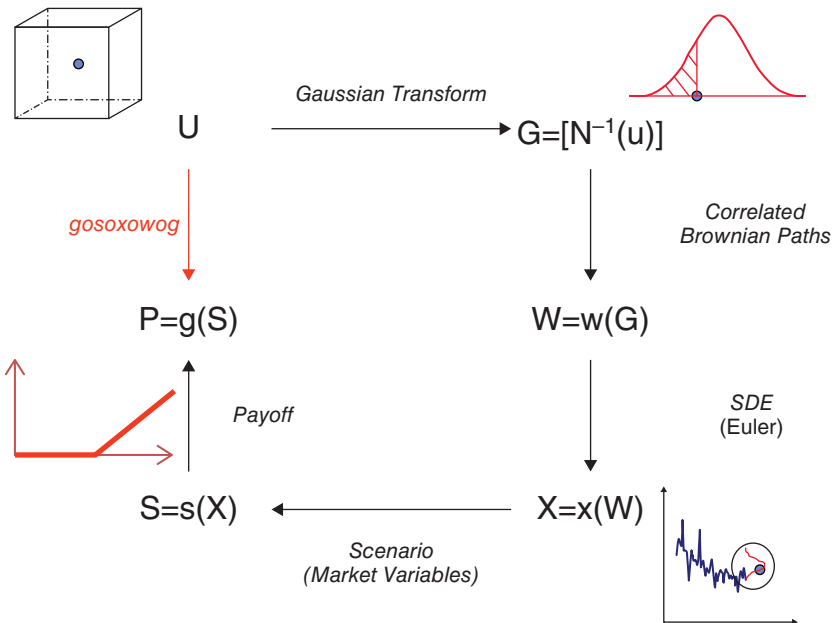 Gaussian Transform
U
G=[N⁻¹(u)]
gosoxowog
Correlated
Brownian Paths
P=g(S)
W=w(G)
Payoff
SDE
(Euler)
S=s(X)
X=x(W)
Scenario
(Market Variables)